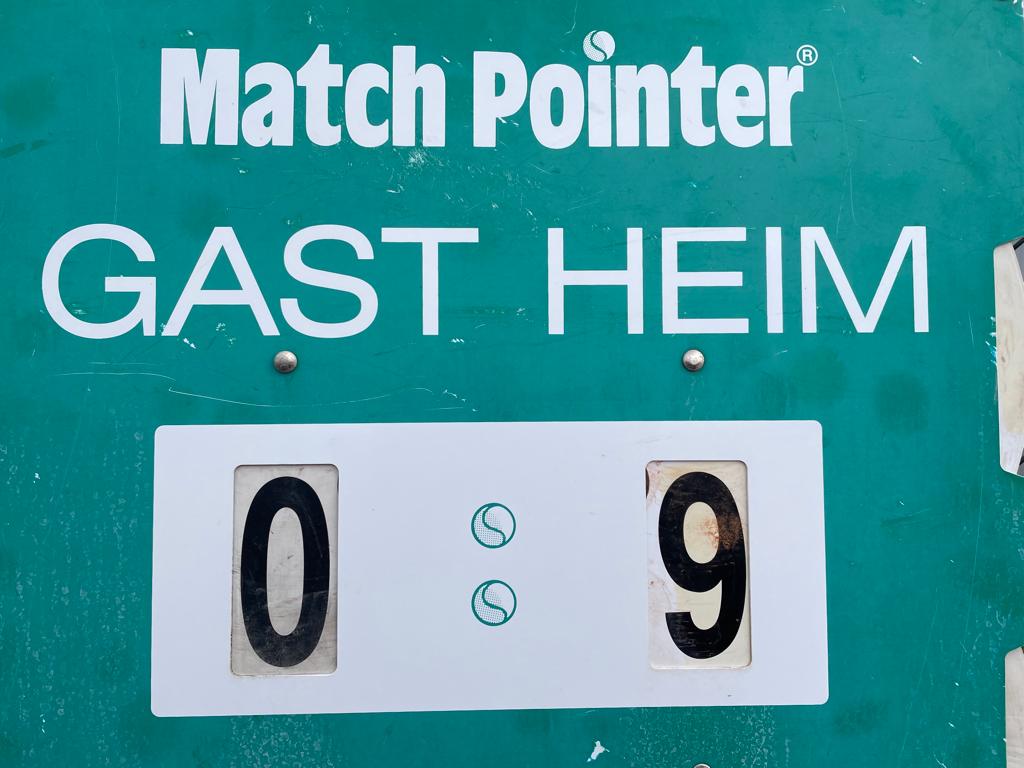 Match Pointer®
GAST HEIM
0 9